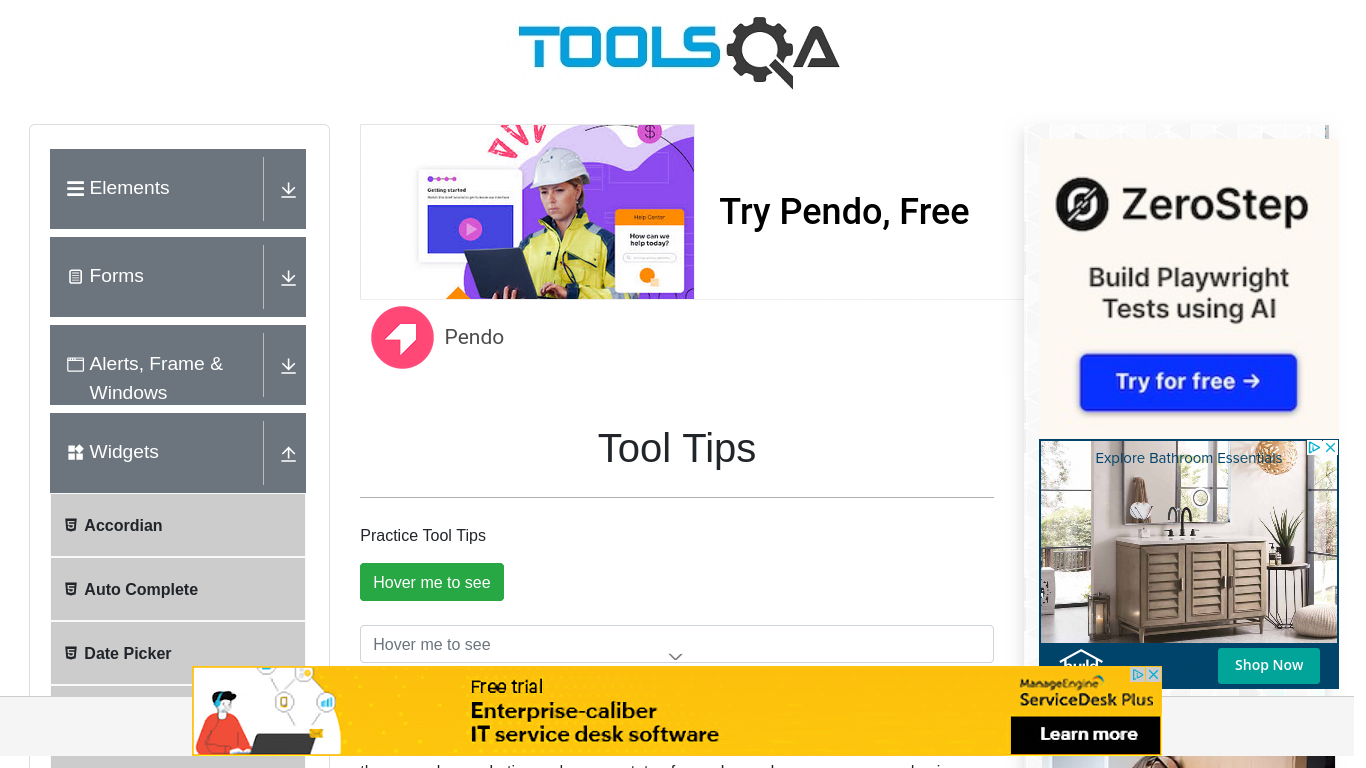 TOOLSQA
Elements
Forms
Alerts, Frame &
Windows
Widgets
Accordian
Auto Complete
Date Picker
Getting started
Help Center
How can we
help today?
$
Try Pendo, Free
Pendo
Tool Tips
Practice Tool Tips
Hover me to see
Hover me to see
ZeroStep
Build Playwright
Tests using AI
Try for free →
Explore Bathroom Essentials
build
Shop Now
Free trial
Enterprise-caliber
IT service desk software
ManageEngine
ServiceDesk Plus
Learn more